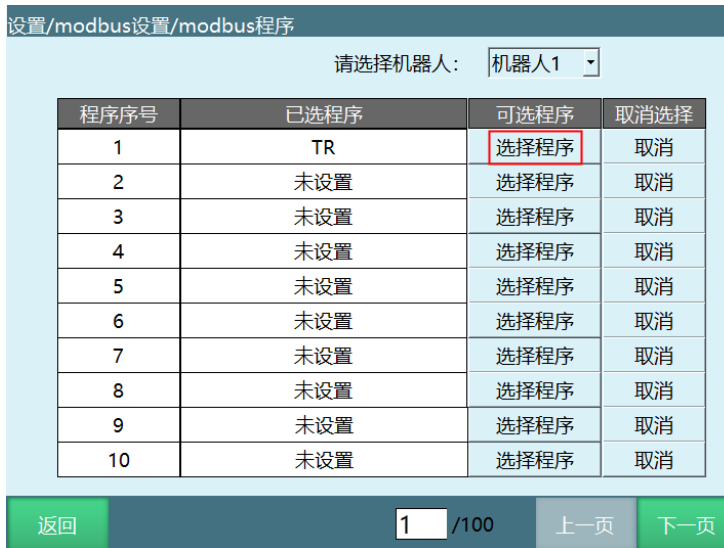 设置/modbus设置/modbus程序
请选择机器人： 机器人1
程序序号 已选程序 可选程序 取消选择
1 TR 选择程序 取消
2 未设置 选择程序 取消
3 未设置 选择程序 取消
4 未设置 选择程序 取消
5 未设置 选择程序 取消
6 未设置 选择程序 取消
7 未设置 选择程序 取消
8 未设置 选择程序 取消
9 未设置 选择程序 取消
10 未设置 选择程序 取消
返回 1 /100 上一页 下一页